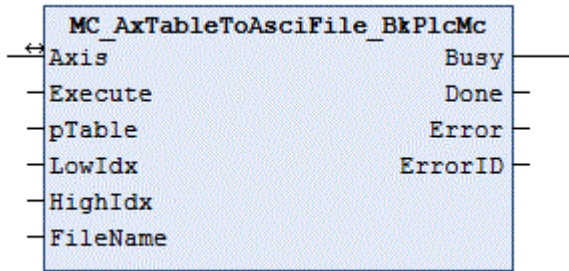 MC_AxTableToAsciFile_BkPlcMc
Axis Busy
Execute Done
pTable Error
LowIdx ErrorID
HighIdx
FileName